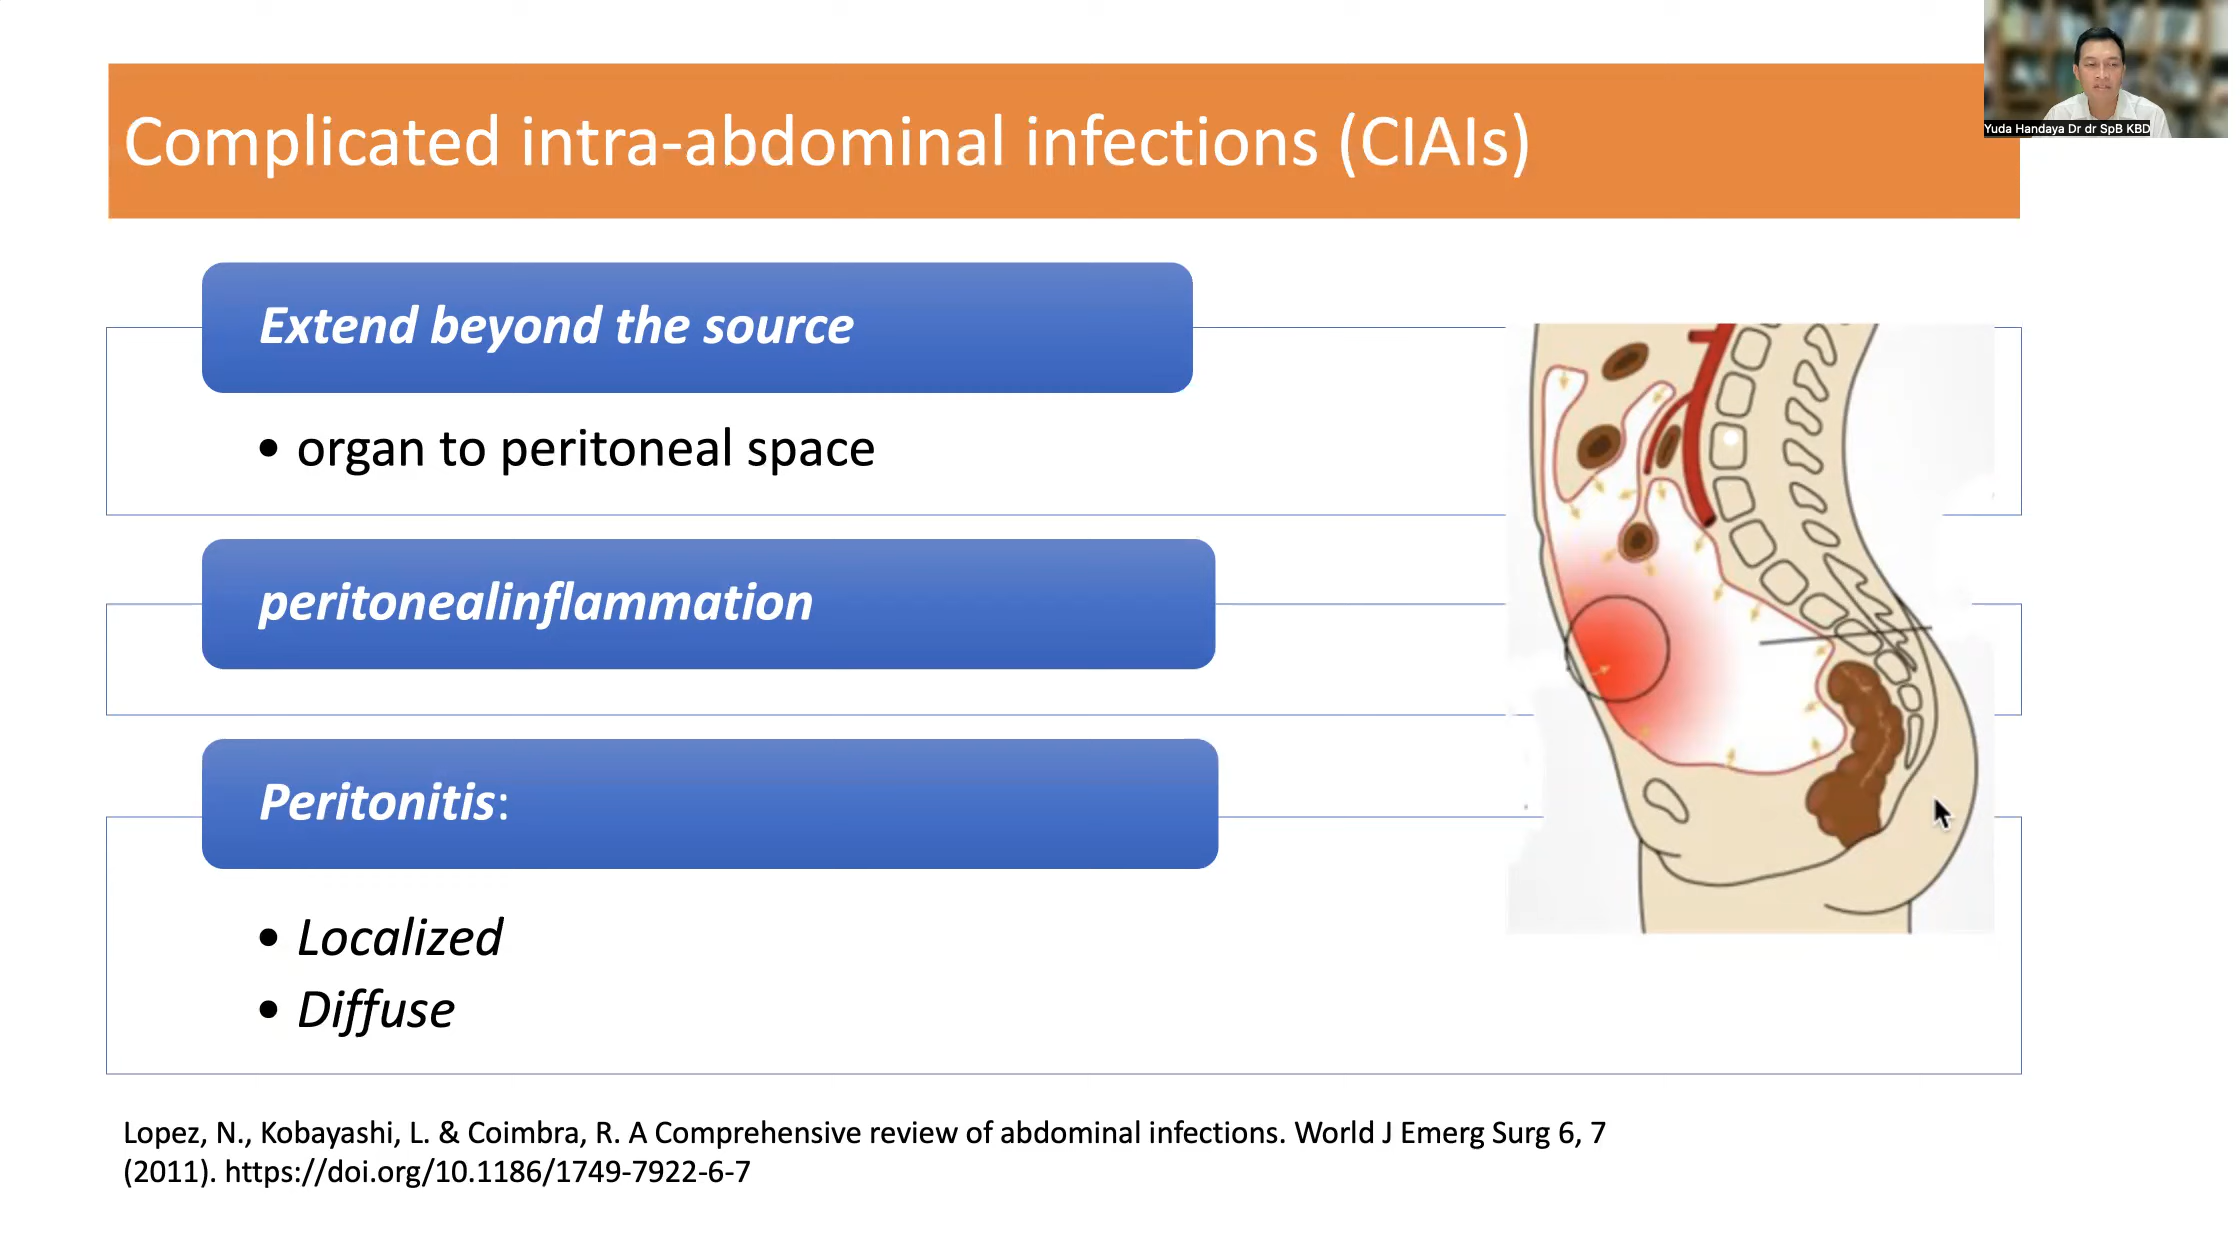 Yuda Handaya Dr dr SpB KBD
Complicated intra-abdominal infections (CIAIs)
Extend beyond the source
• organ to peritoneal space
peritonealinflammation
Peritonitis:
• Localized
• Diffuse
Lopez, N., Kobayashi, L. & Coimbra, R. A Comprehensive review of abdominal infections. World J Emerg Surg 6, 7
(2011). https://doi.org/10.1186/1749-7922-6-7